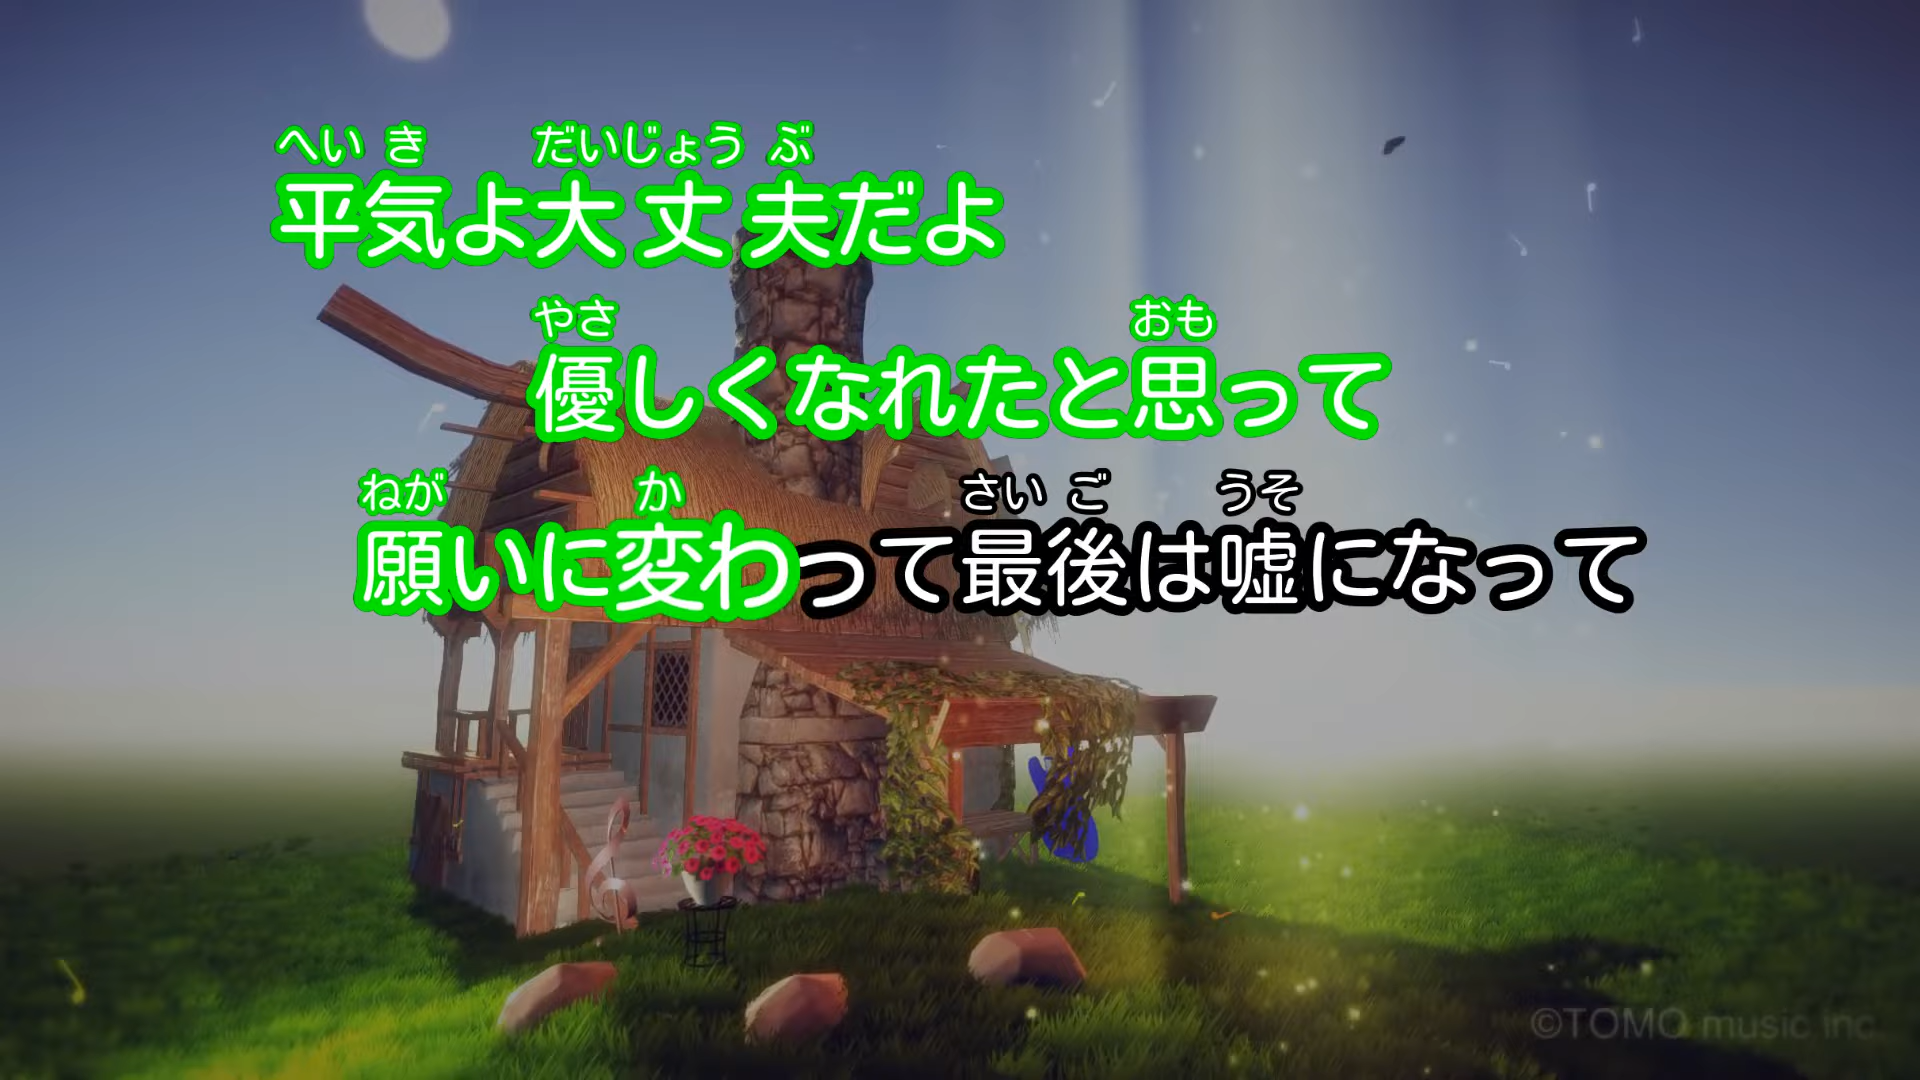 へいき だいじょうぶ
平気よ大丈夫だよ
やさ おも
優しくなれたと思って
ねが か さいご うそ
願いに変わって最後は嘘になって
©TOMO music inc.